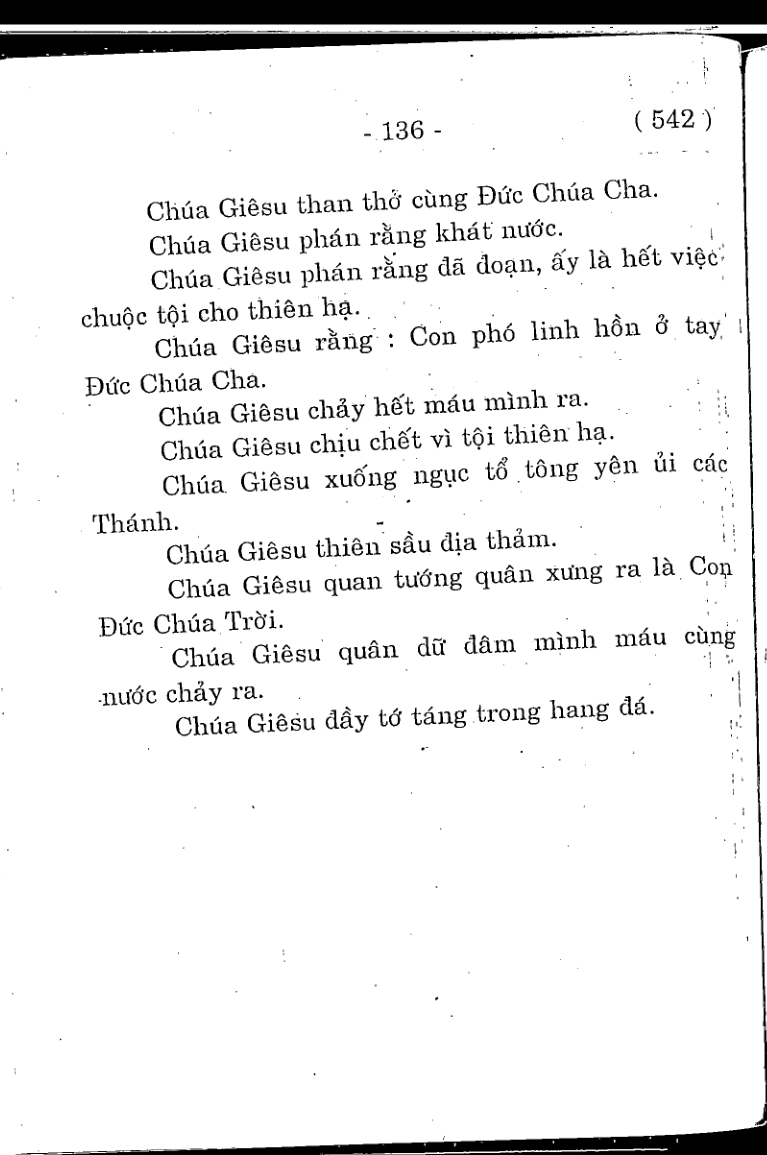 - 136 - ( 542 )
Chúa Giêsu than thở cùng Đức Chúa Cha.
Chúa Giêsu phán rằng khát nước.
Chúa Giêsu phán rằng đã đoạn, ấy là hết việc
chuộc tội cho thiên hạ.
Chúa Giêsu rằng : Con phó linh hồn ở tay
Đức Chúa Cha.
Chúa Giêsu chảy hết máu mình ra.
Chúa Giêsu chịu chết vì tội thiên hạ.
Chúa Giêsu xuống ngục tổ tông yên ủi các
Thánh.
Chúa Giêsu thiên sầu địa thảm.
Chúa Giêsu quan tướng quân xưng ra là Con
Đức Chúa Trời.
Chúa Giêsu quân dữ đâm mình máu cùng
nước chảy ra.
Chúa Giêsu đầy tớ táng trong hang đá.